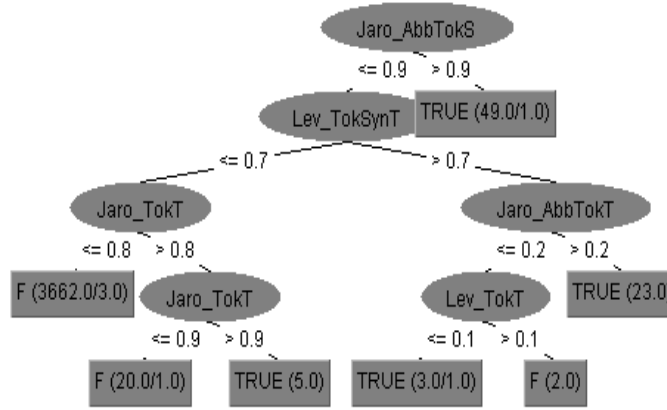 Jaro_AbbTokS
<= 0.9 > 0.9
Lev_TokSynT TRUE (49.0/1.0)
<= 0.7 > 0.7
Jaro_TokT Jaro_AbbTokT
<= 0.8 > 0.8 <= 0.2 > 0.2
F (3662.0/3.0) Jaro_TokT Lev_TokT TRUE (23.0
<= 0.9 > 0.9 <= 0.1 > 0.1
F (20.0/1.0) TRUE (5.0) TRUE (3.0/1.0) F (2.0)